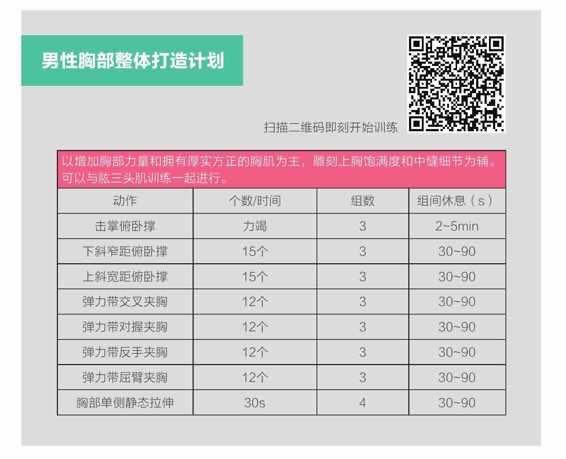 男性胸部整体打造计划
扫描二维码即刻开始训练
以增加胸部力量和拥有厚实方正的胸肌为主，雕刻上胸饱满度和中缝细节为辅。
可以与肱三头肌训练一起进行。
动作 个数/时间 组数 组间休息（s）
击掌俯卧撑 力竭 3 2~5min
下斜窄距俯卧撑 15个 3 30~90
上斜宽距俯卧撑 15个 3 30~90
弹力带交叉夹胸 12个 3 30~90
弹力带对握夹胸 12个 3 30~90
弹力带反手夹胸 12个 3 30~90
弹力带屈臂夹胸 12个 3 30~90
胸部单侧静态拉伸 30s 4 30~90